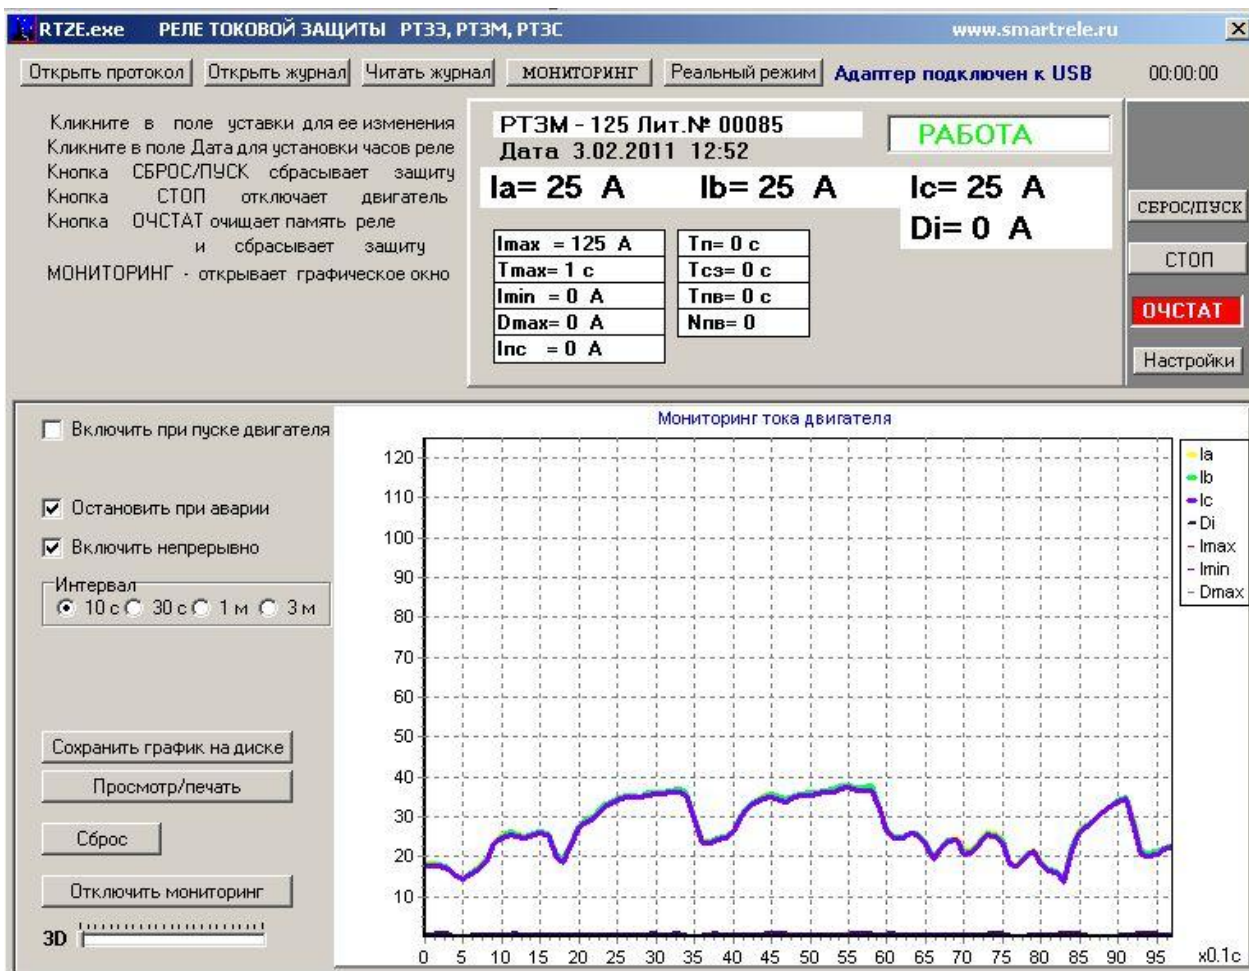 RTZE.exe РЕЛЕ ТОКОВОЙ ЗАЩИТЫ РТЗЭ, РТЗМ, РТЗС www.smartrele.ru
Открыть протокол Открыть журнал Читать журнал МОНИТОРИНГ Реальный режим Адаптер подключен к USB 00:00:00
Кликните в поле уставки для ее изменения
Кликните в поле Дата для установки часов реле
Кнопка СБРОС/ПУСК сбрасывает защиту
Кнопка СТОП отключает двигатель
Кнопка ОЧСТАТ очищает память реле
и сбрасывает защиту
МОНИТОРИНГ - открывает графическое окно
РТЗМ - 125 Лит.№ 00085
Дата 3.02.2011 12:52
РАБОТА
Ia= 25 A Ib= 25 A Ic= 25 A
Di= 0 A
Imax = 125 A
Tmax= 1 c
Imin = 0 A
Dmax= 0 A
Iпс = 0 A
Тп= 0 с
Тсз= 0 с
Тпв= 0 с
Nпв= 0
СБРОС/ПУСК
СТОП
ОЧСТАТ
Настройки
Включить при пуске двигателя
Остановить при аварии
Включить непрерывно
Интервал
10 с 30 с 1 м 3 м
Сохранить график на диске
Просмотр/печать
Сброс
Отключить мониторинг
3D
Мониторинг тока двигателя
120
110
100
90
80
70
60
50
40
30
20
10
0 5 10 15 20 25 30 35 40 45 50 55 60 65 70 75 80 85 90 95 x0.1c
Ia
Ib
Ic
Di
Imax
Imin
Dmax